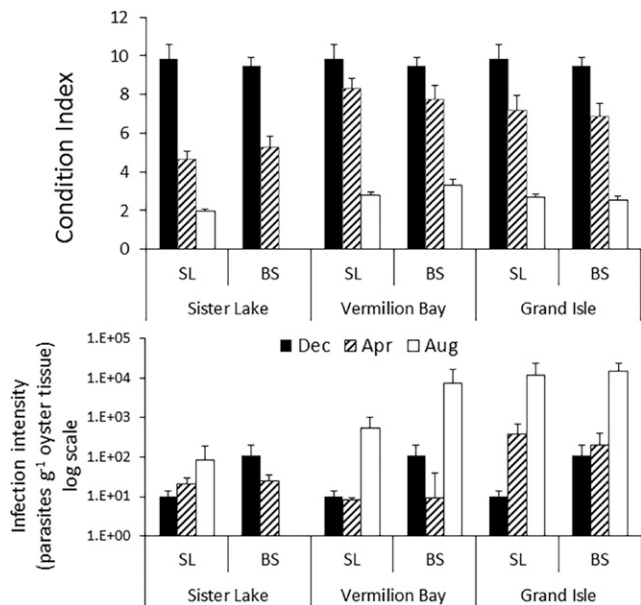 Condition Index
12
10
8
6
4
2
0
SL BS SL BS SL BS
Sister Lake Vermilion Bay Grand Isle
Infection intensity
(parasites g-1 oyster tissue)
log scale
Dec Apr Aug
1.E+05
1.E+04
1.E+03
1.E+02
1.E+01
1.E+00
SL BS SL BS SL BS
Sister Lake Vermilion Bay Grand Isle